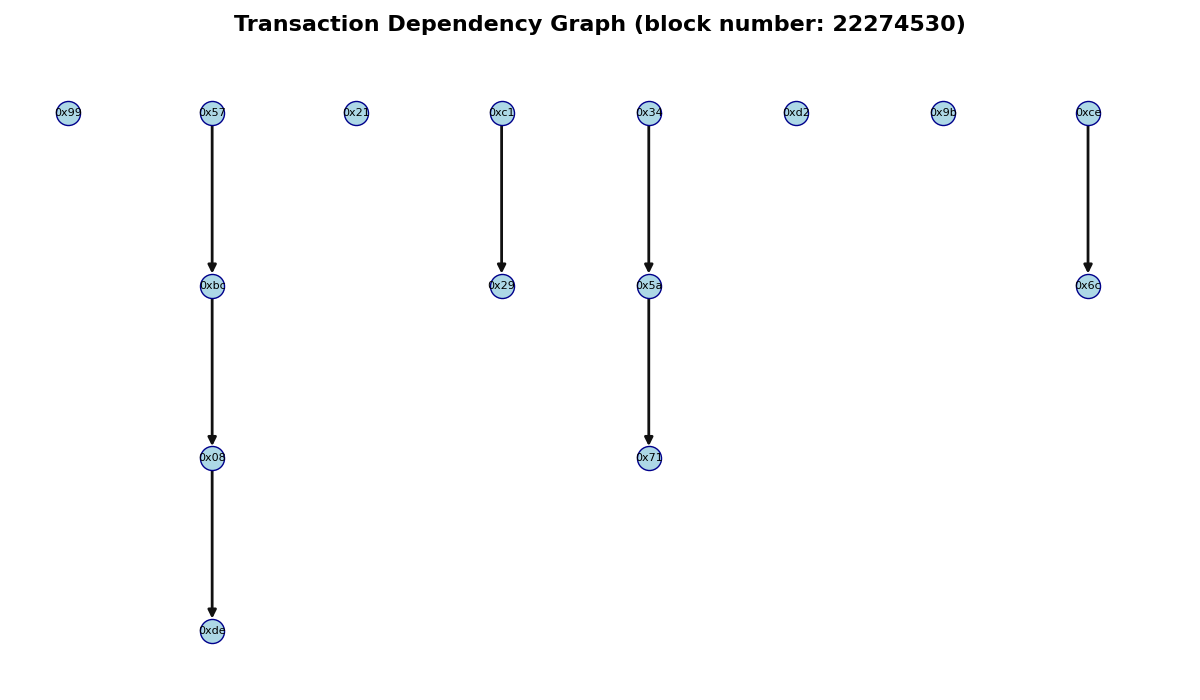 Transaction Dependency Graph (block number: 22274530)
0x99 0x57 0x21 0xc1 0x34 0xd2 0x9b 0xce
0xbc 0x29 0x5a 0x6c
0x08 0x71
0xde